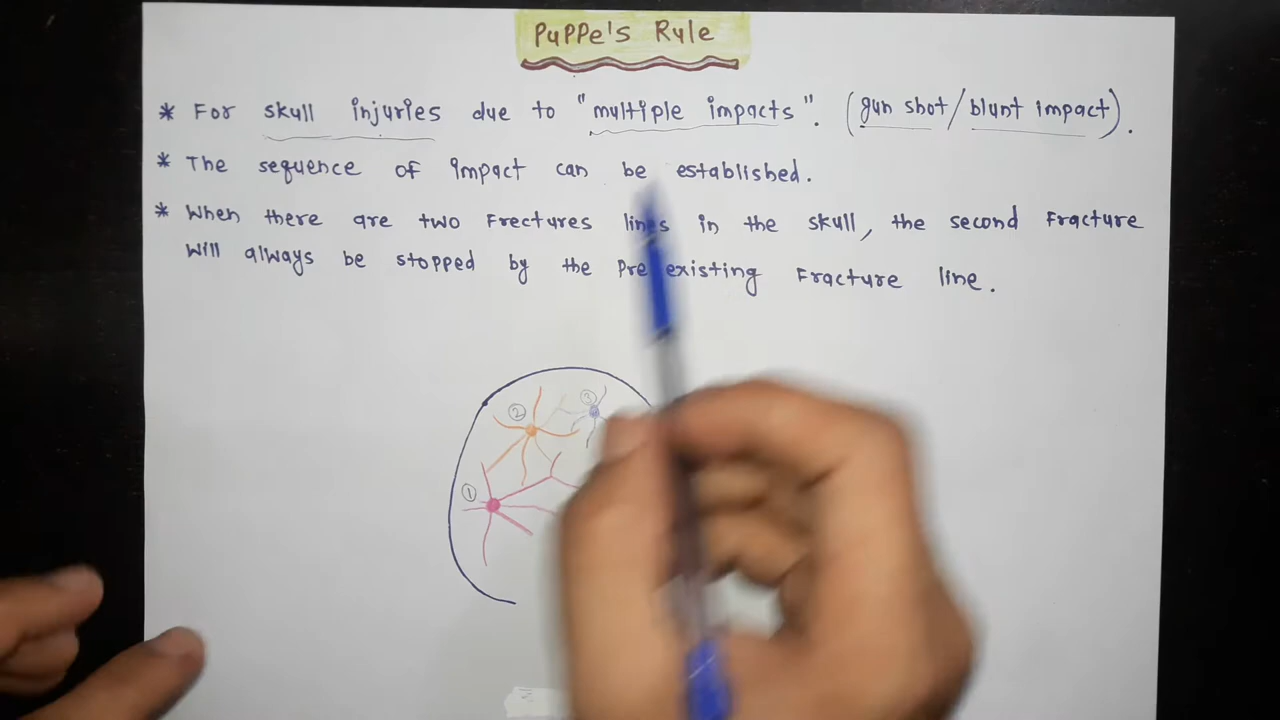 Puppe's Rule
* For skull injuries due to "multiple impacts". (gun shot/blunt impact).
* The sequence of impact can be established.
* When there are two Frectures lines in the skull, the second Fracture
will always be stopped by the Pre existing Fracture line.
③
②
①